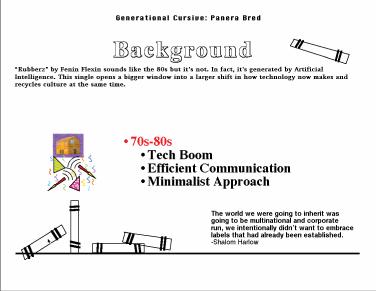 Generational Cursive: Panera Bred
Background
"Rubberz" by Fenin Flexin sounds like the 80s but it's not. In fact, it's generated by Artificial
Intelligence. This single opens a bigger window into a larger shift in how technology now makes and
recycles culture at the same time.
• 70s-80s
• Tech Boom
• Efficient Communication
• Minimalist Approach
The world we were going to inherit was
going to be multinational and corporate
run, we intentionally didn't want to embrace
labels that had already been established.
-Shalom Harlow